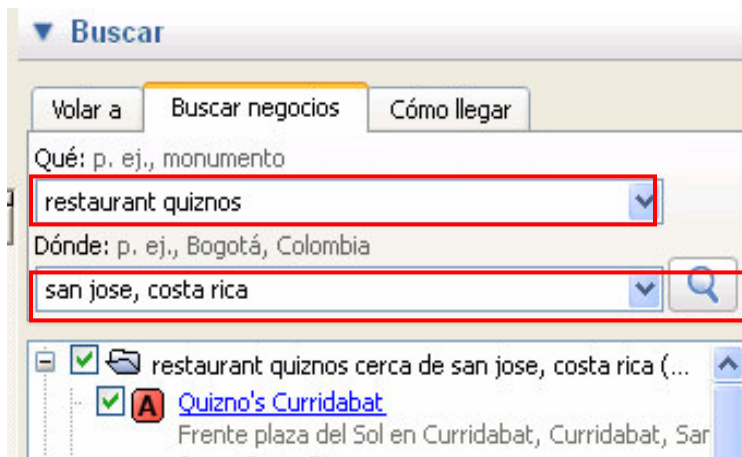 Buscar
Volar a Buscar negocios Cómo llegar
Qué: p. ej., monumento
restaurant quiznos
Dónde: p. ej., Bogotá, Colombia
san jose, costa rica
restaurant quiznos cerca de san jose, costa rica (...
A Quizno's Curridabat
Frente plaza del Sol en Curridabat, Curridabat, Sar